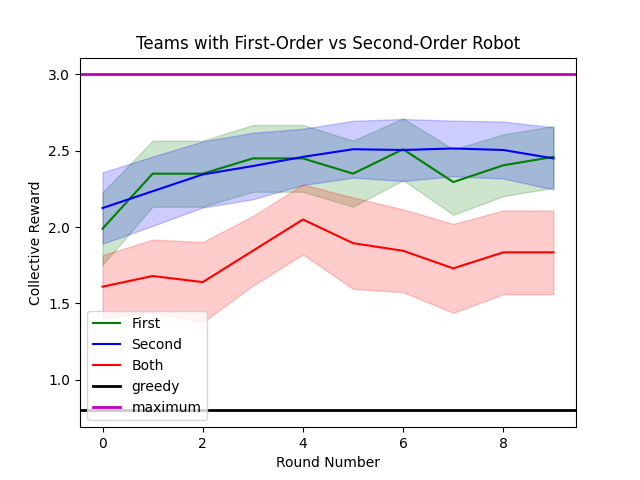 Teams with First-Order vs Second-Order Robot
Collective Reward
3.0
2.5
2.0
1.5
1.0
First
Second
Both
greedy
maximum
0
2
4
6
8
Round Number